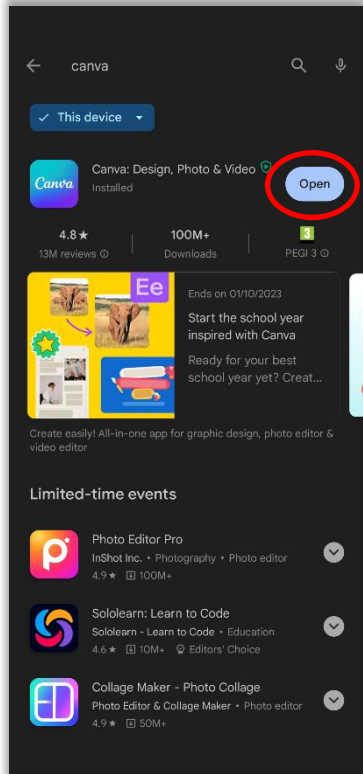 canva
This device
Canva
Canva: Design, Photo & Video
Installed
Open
4.8★
100M+
3
13M reviews
Downloads
PEGI 3
Ee
Ends on 01/10/2023
Start the school year
inspired with Canva
Ready for your best
school year yet? Creat...
Create easily! All-in-one app for graphic design, photo editor &
video editor
Limited-time events
Photo Editor Pro
InShot Inc. • Photography • Photo editor
4.9★ 100M+
Sololearn: Learn to Code
Sololearn - Learn to Code • Education
4.6★ 10M+ Editors' Choice
Collage Maker - Photo Collage
Photo Editor & Collage Maker • Photo editor
4.9★ 50M+